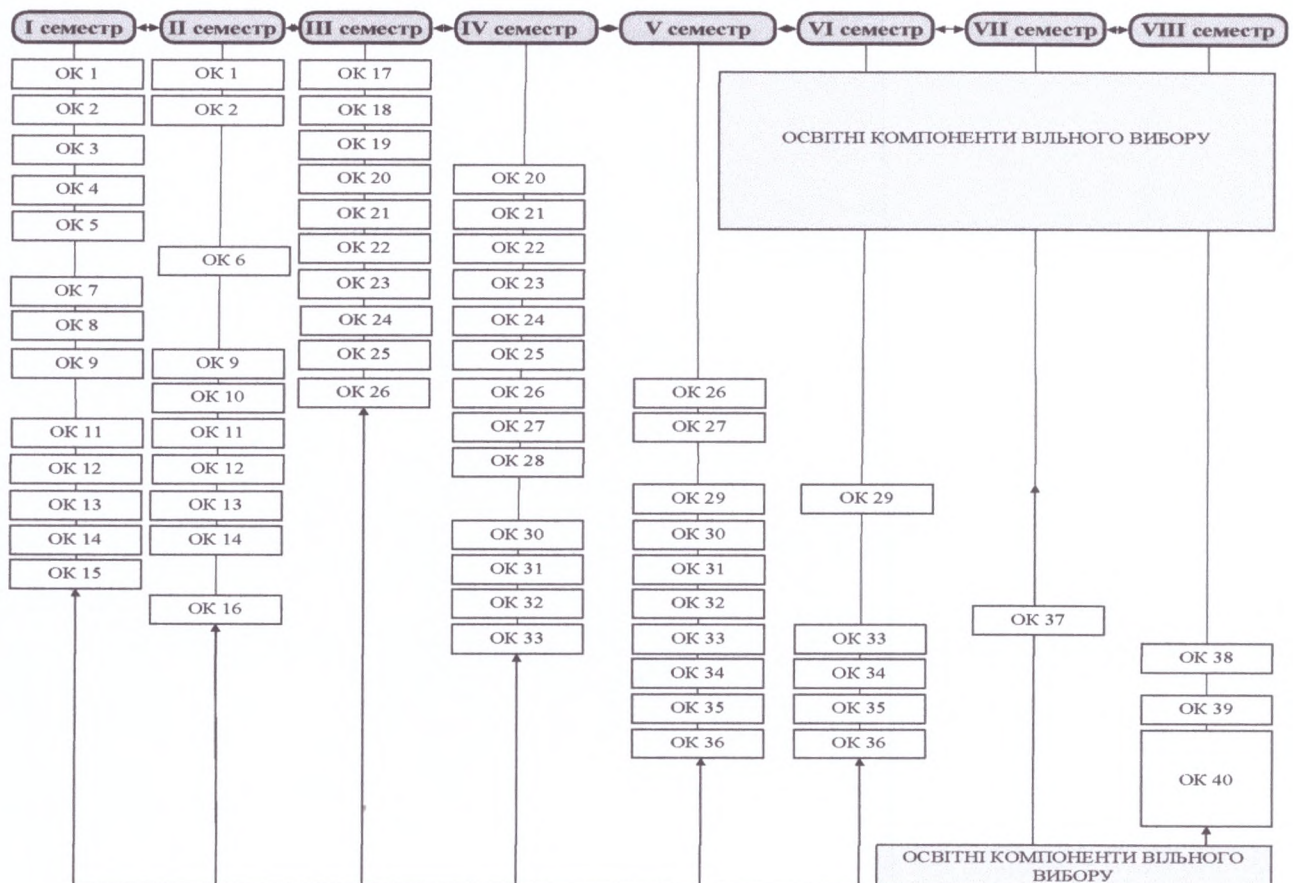 I семестр
II семестр
III семестр
IV семестр
V семестр
VI семестр
VII семестр
VIII семестр
ОК 1
ОК 2
ОК 3
ОК 4
ОК 5
ОК 7
ОК 8
ОК 9
ОК 11
ОК 12
ОК 13
ОК 14
ОК 15
ОК 1
ОК 2
ОК 6
ОК 9
ОК 10
ОК 11
ОК 12
ОК 13
ОК 14
ОК 16
ОК 17
ОК 18
ОК 19
ОК 20
ОК 21
ОК 22
ОК 23
ОК 24
ОК 25
ОК 26
ОК 20
ОК 21
ОК 22
ОК 23
ОК 24
ОК 25
ОК 26
ОК 27
ОК 28
ОК 30
ОК 31
ОК 32
ОК 33
ОК 26
ОК 27
ОК 29
ОК 30
ОК 31
ОК 32
ОК 33
ОК 34
ОК 35
ОК 36
ОСВІТНІ КОМПОНЕНТИ ВІЛЬНОГО ВИБОРУ
ОК 29
ОК 33
ОК 34
ОК 35
ОК 36
ОК 37
ОК 38
ОК 39
ОК 40
ОСВІТНІ КОМПОНЕНТИ ВІЛЬНОГО
ВИБОРУ